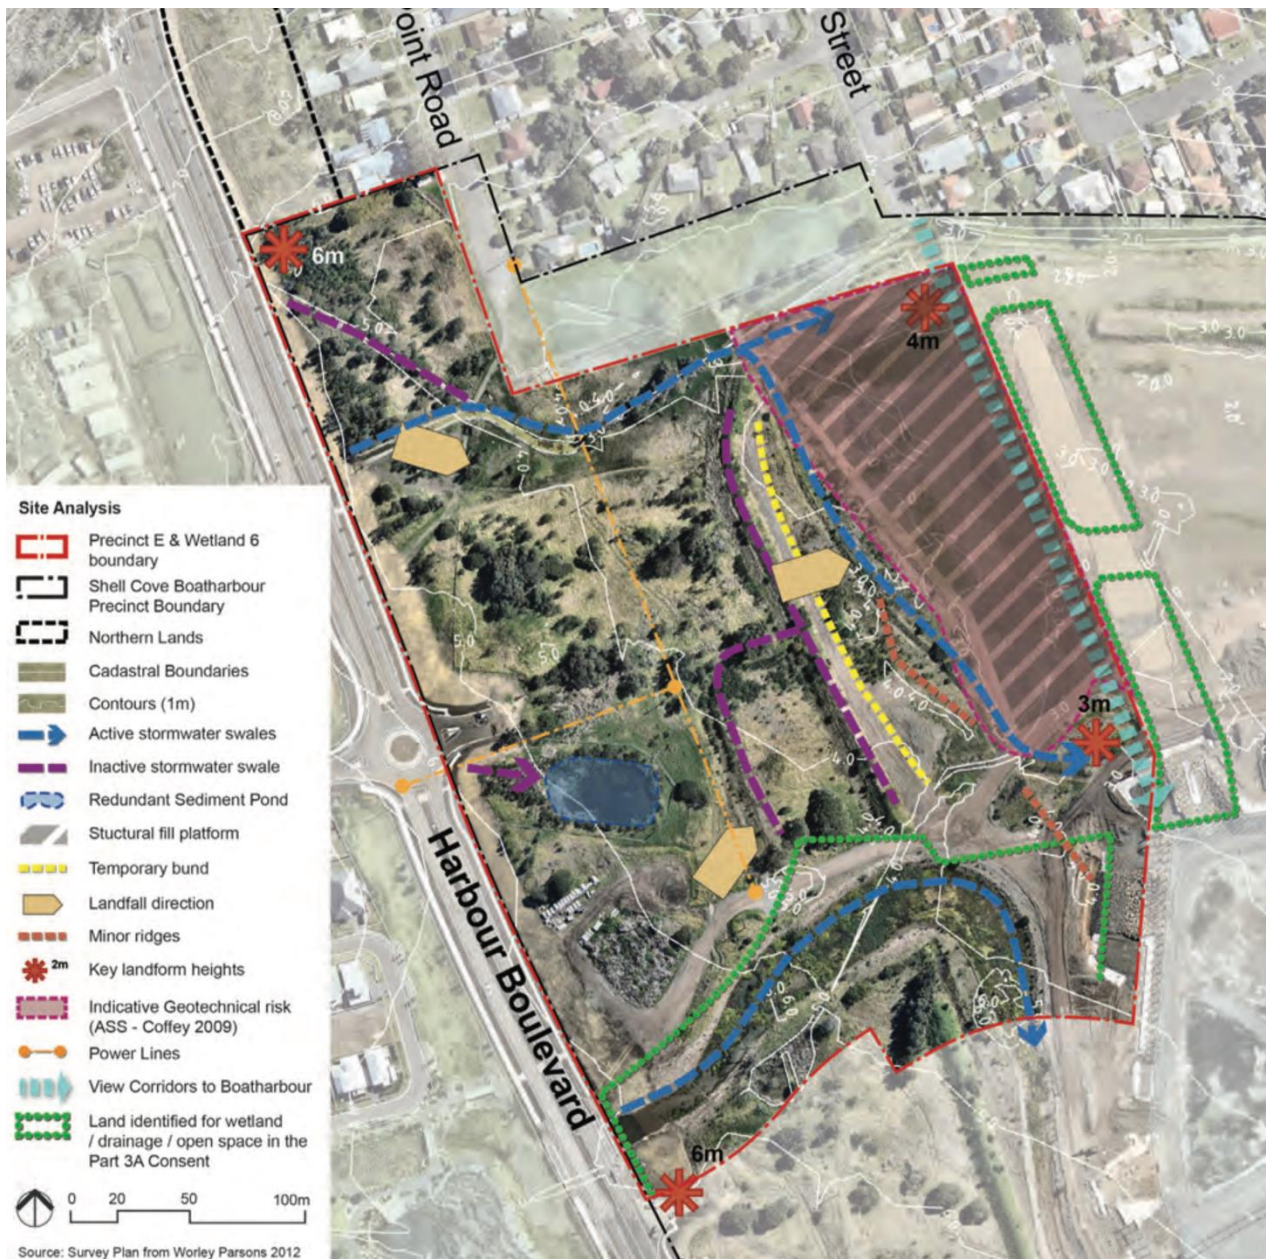 Point Road
Street
6m
4m
3m
6m
Harbour Boulevard
Site Analysis
Precinct E & Wetland 6
boundary
Shell Cove Boatharbour
Precinct Boundary
Northern Lands
Cadastral Boundaries
Contours (1m)
Active stormwater swales
Inactive stormwater swale
Redundant Sediment Pond
Stuctural fill platform
Temporary bund
Landfall direction
Minor ridges
2m
Key landform heights
Indicative Geotechnical risk
(ASS - Coffey 2009)
Power Lines
View Corridors to Boatharbour
Land identified for wetland
/ drainage / open space in the
Part 3A Consent
0 20 50 100m
Source: Survey Plan from Worley Parsons 2012